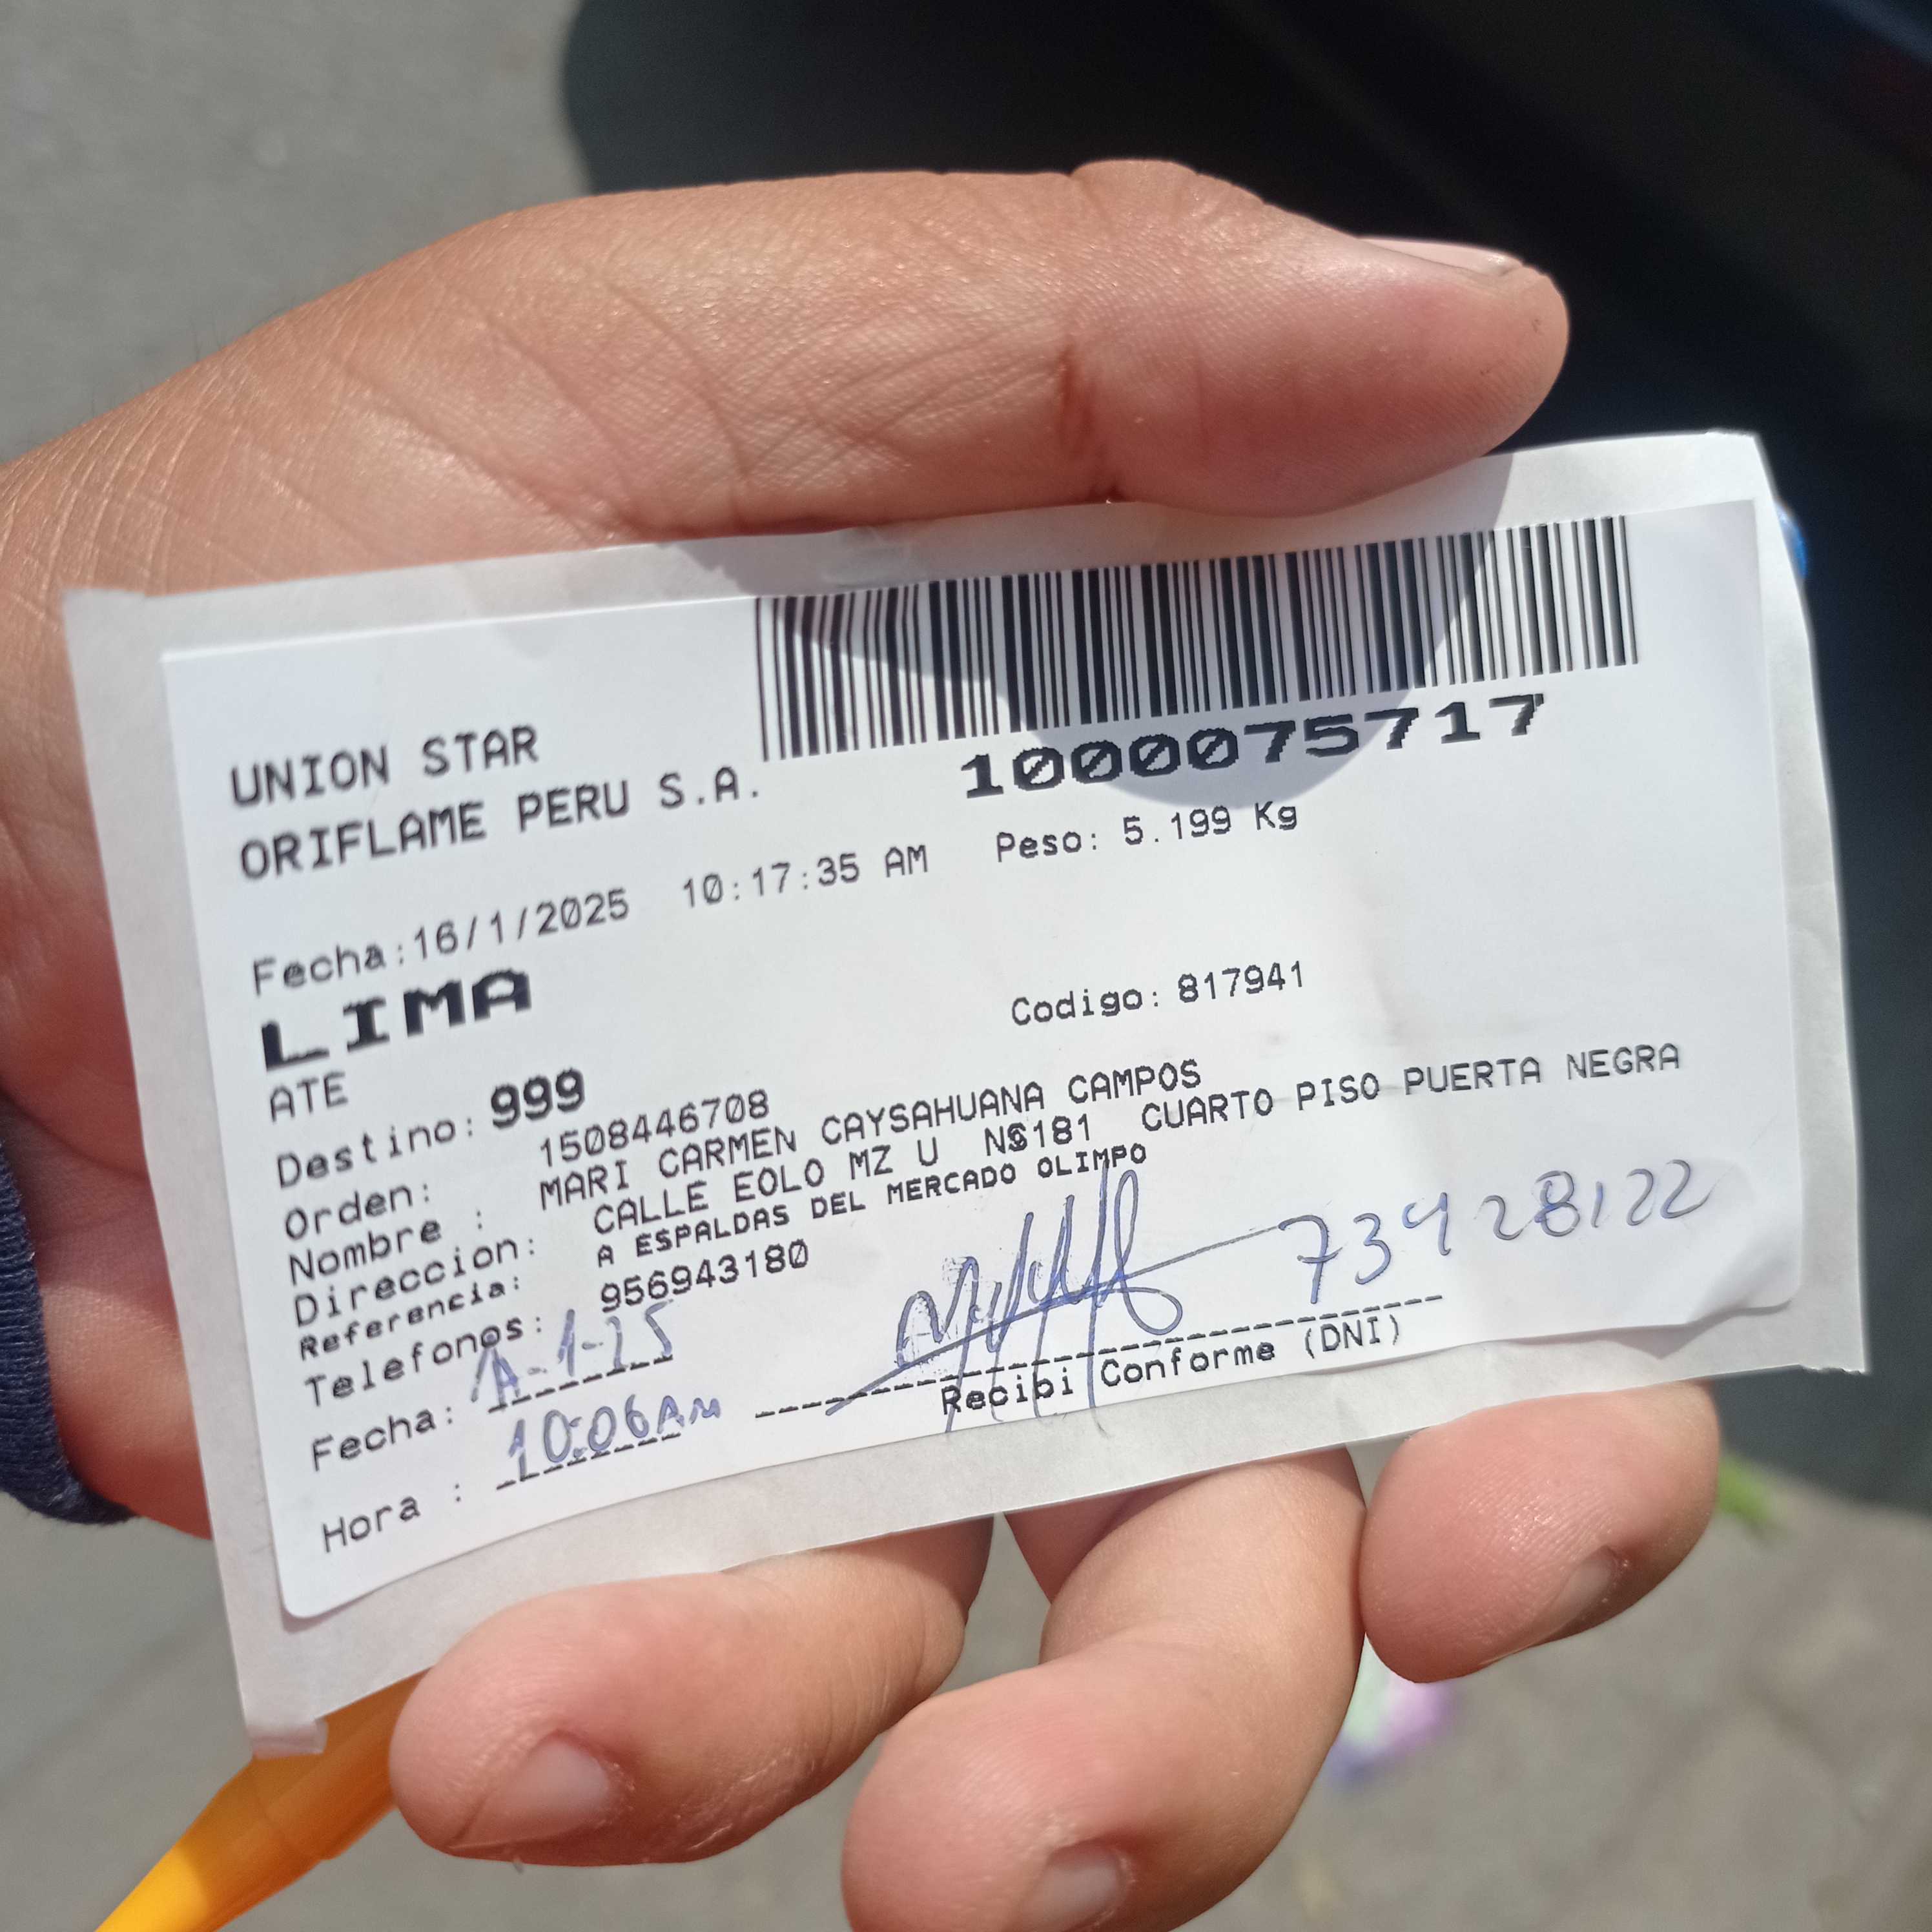 UNION STAR
ORIFLAME PERU S.A.
1000075717
Fecha:16/1/2025 10:17:35 AM Peso: 5.199 Kg
LIMA
ATE Codigo: 817941
Destino: 999
Orden: 1508446708
Nombre : MARI CARMEN CAYSAHUANA CAMPOS
Direccion: CALLE EOLO MZ U 181 CUARTO PISO PUERTA NEGRA
Referencia: A ESPALDAS DEL MERCADO OLIMPO
Telefonos: 956943180
73928122
Fecha:
Recibi Conforme (DNI)
Hora : 10:06AM